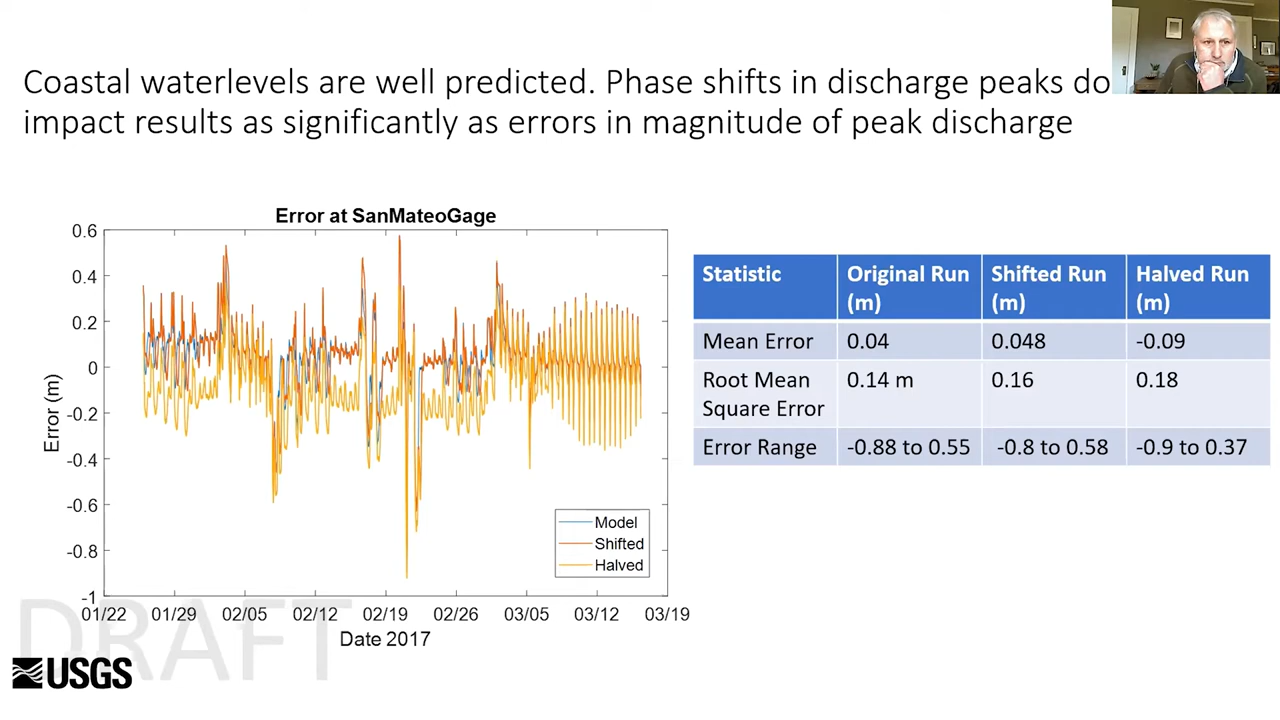 Coastal waterlevels are well predicted. Phase shifts in discharge peaks do
impact results as significantly as errors in magnitude of peak discharge
Error at SanMateoGage
0.6
0.4
0.2
0
-0.2
-0.4
-0.6
-0.8
-1
Error (m)
01/22 01/29 02/05 02/12 02/19 02/26 03/05 03/12 03/19
Date 2017
Model
Shifted
Halved
Statistic Original Run (m) Shifted Run (m) Halved Run (m)
Mean Error 0.04 0.048 -0.09
Root Mean Square Error 0.14 m 0.16 0.18
Error Range -0.88 to 0.55 -0.8 to 0.58 -0.9 to 0.37
DRAFT
USGS